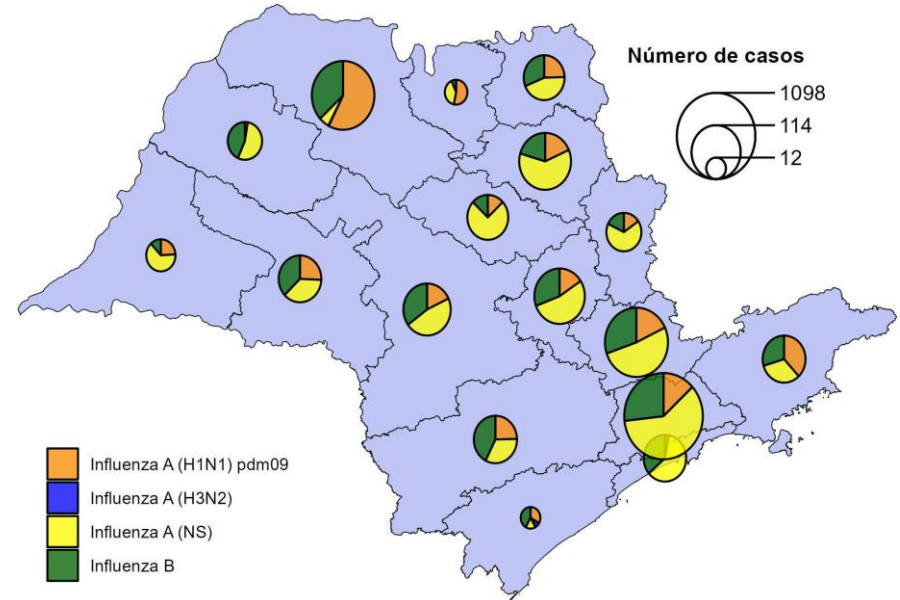 Número de casos
1098
114
12
Influenza A (H1N1) pdm09
Influenza A (H3N2)
Influenza A (NS)
Influenza B